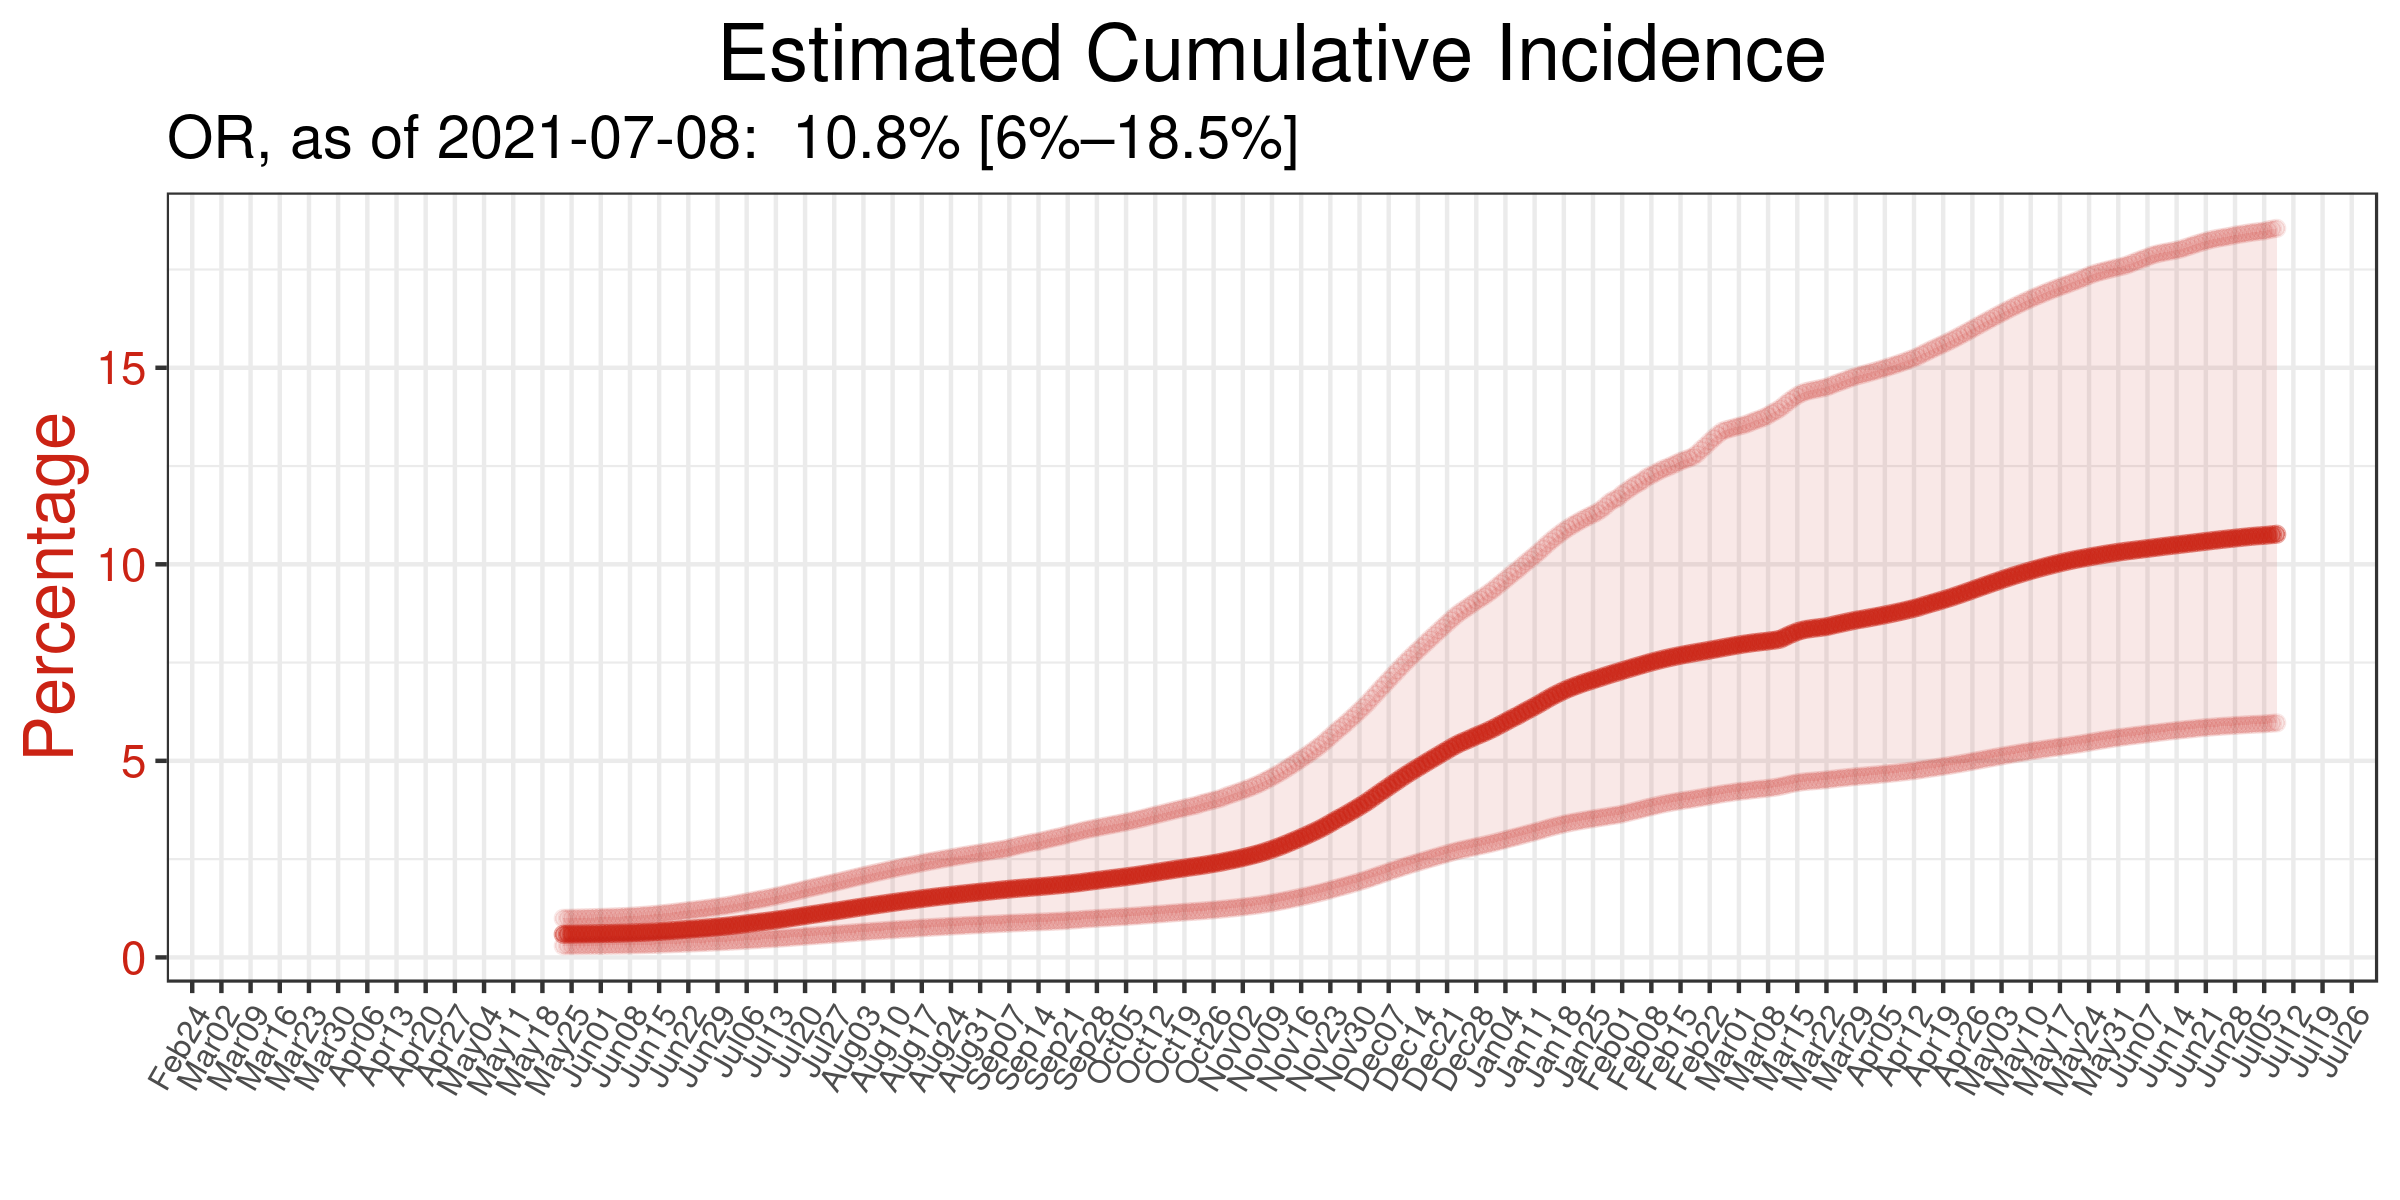 Estimated Cumulative Incidence
OR, as of 2021-07-08:  10.8% [6%–18.5%]
Percentage
15
10
5
0
Feb24
Mar02
Mar09
Mar16
Mar23
Mar30
Apr06
Apr13
Apr20
Apr27
May04
May11
May18
May25
Jun01
Jun08
Jun15
Jun22
Jun29
Jul06
Jul13
Jul20
Jul27
Aug03
Aug10
Aug17
Aug24
Aug31
Sep07
Sep14
Sep21
Sep28
Oct05
Oct12
Oct19
Oct26
Nov02
Nov09
Nov16
Nov23
Nov30
Dec07
Dec14
Dec21
Dec28
Jan04
Jan11
Jan18
Jan25
Feb01
Feb08
Feb15
Feb22
Mar01
Mar08
Mar15
Mar22
Mar29
Apr05
Apr12
Apr19
Apr26
May03
May10
May17
May24
May31
Jun07
Jun14
Jun21
Jun28
Jul05
Jul12
Jul19
Jul26